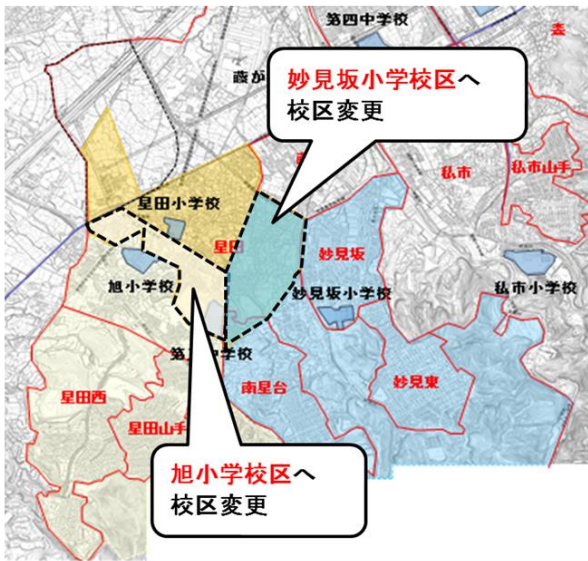 第四中学校
妙見坂小学校区へ
校区変更
私市
私市山手
星田小学校
星田
妙見坂
旭小学校
妙見坂小学校
私市小学校
星田西
南星台
妙見東
星田山手
旭小学校区へ
校区変更